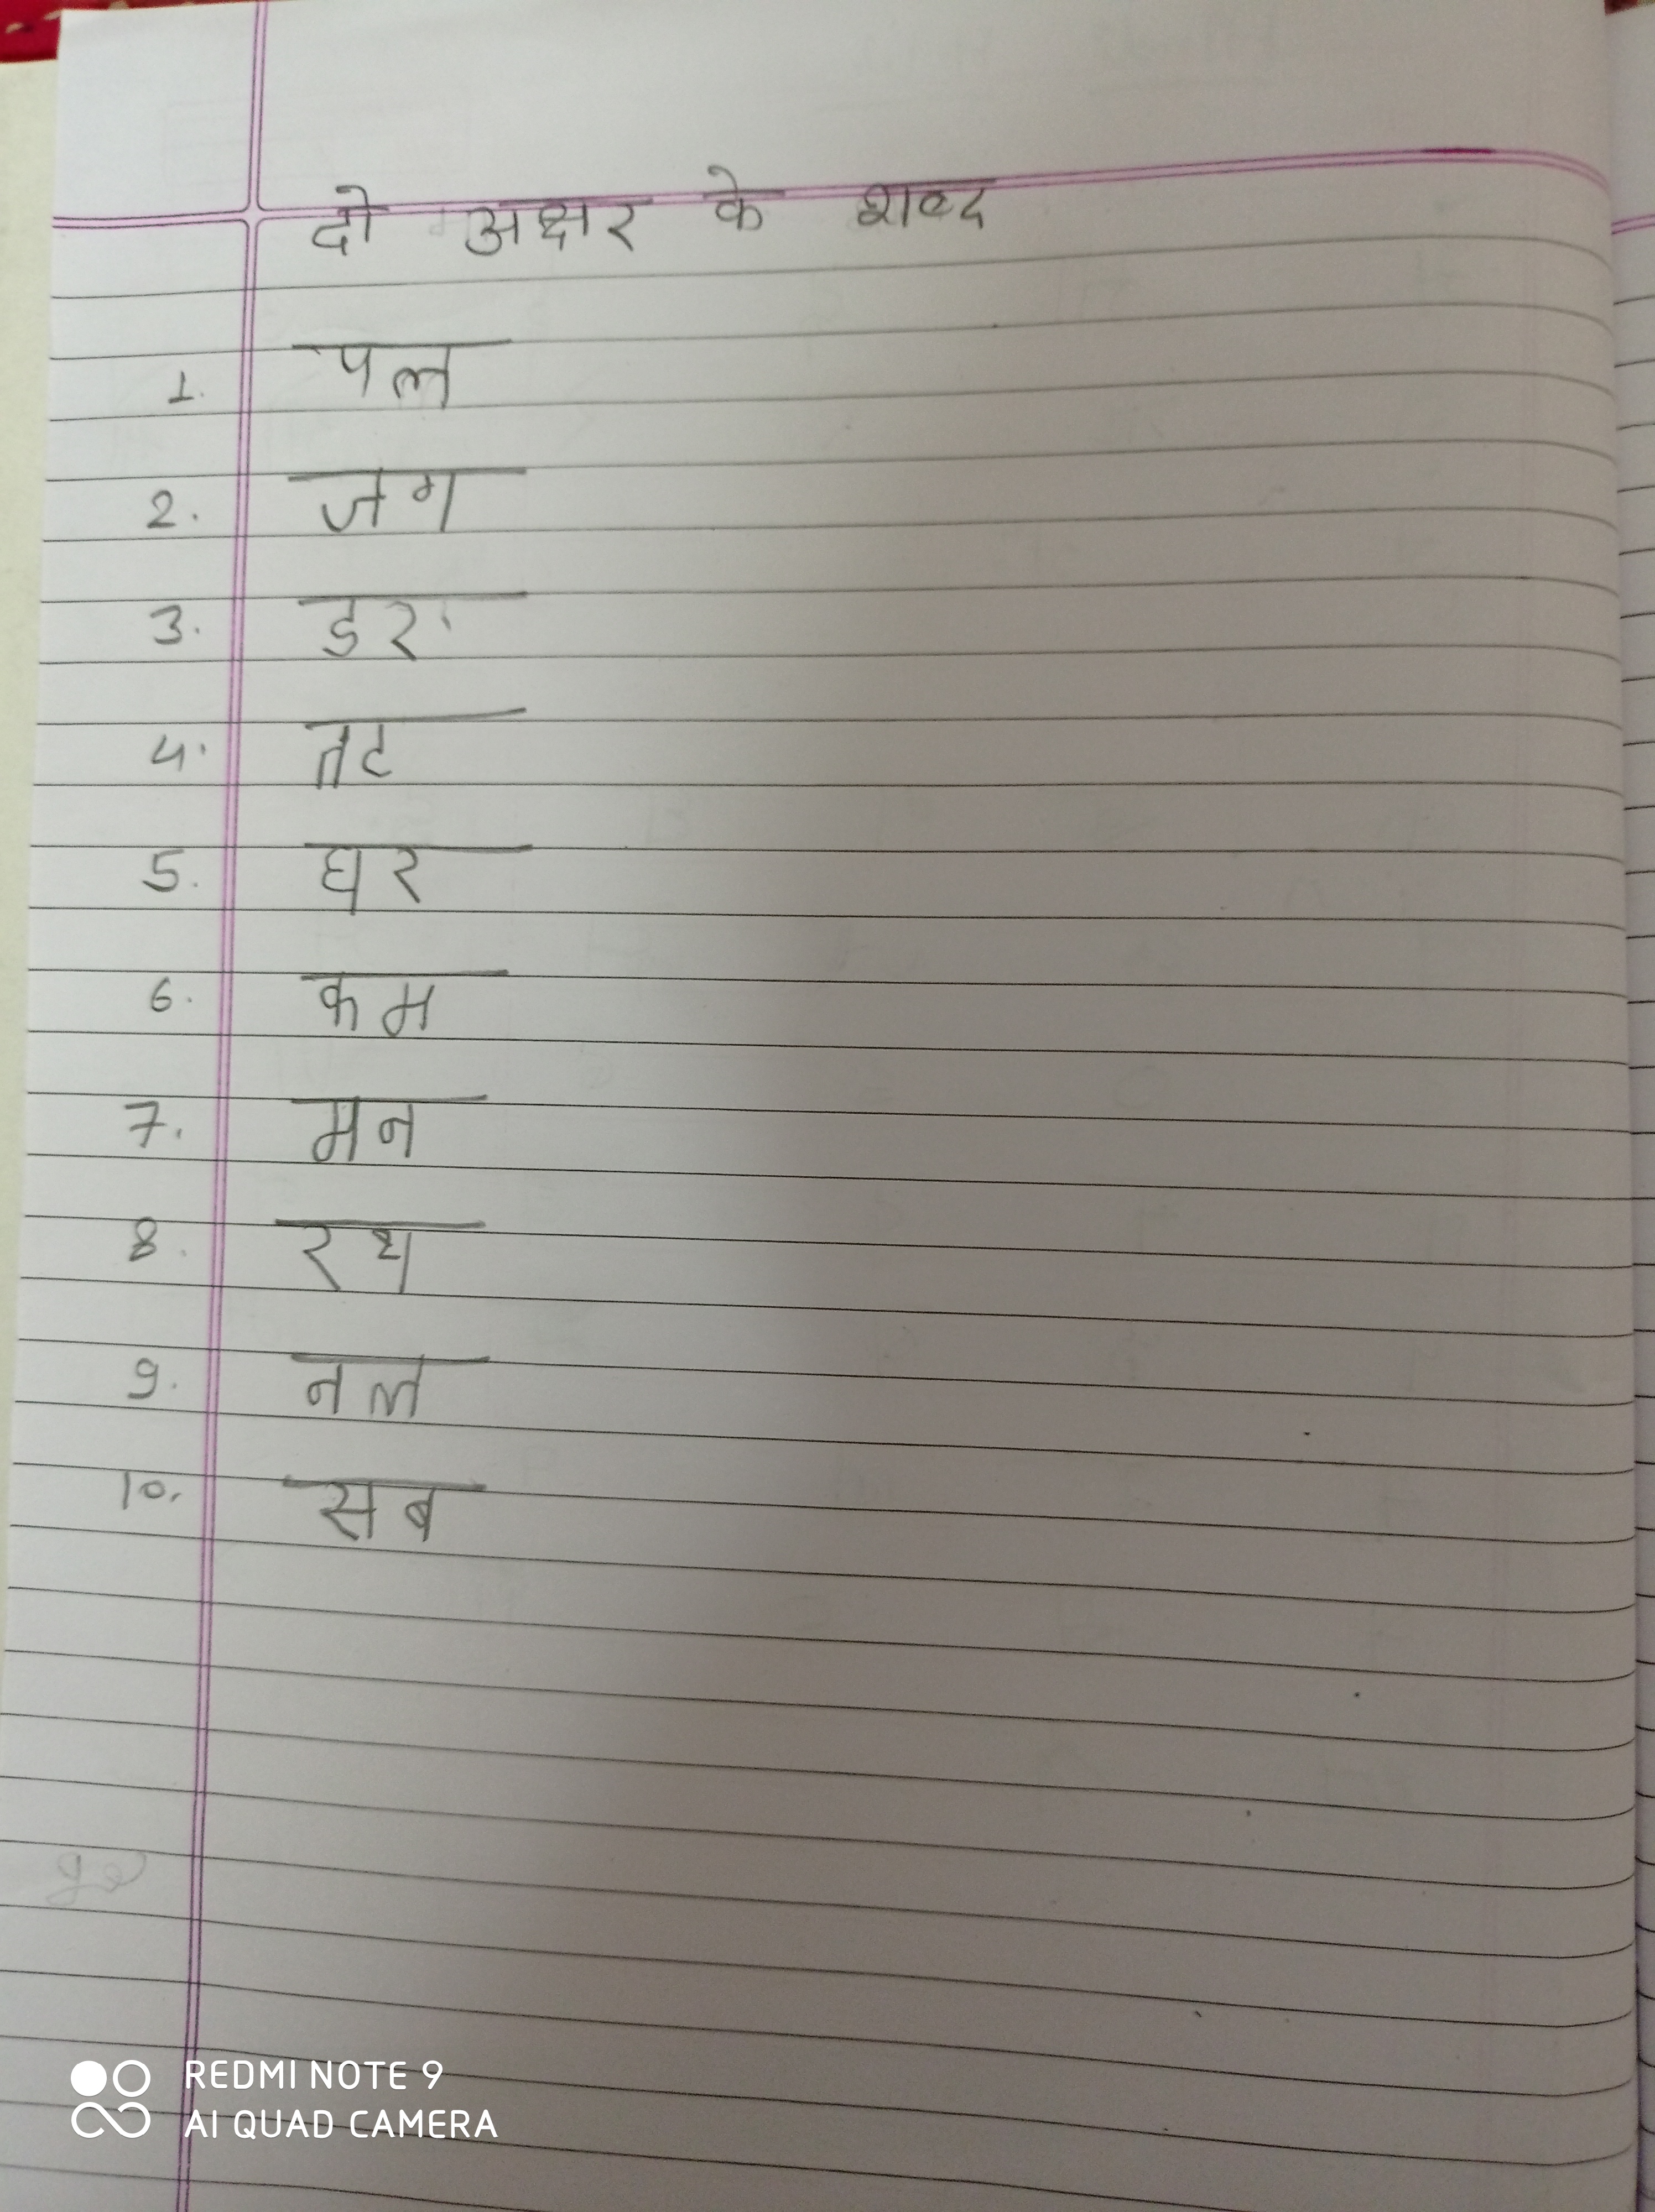 दो अक्षर के शब्द
1. पल
2. जग
3. डर
4. तट
5. घर
6. कम
7. मन
8. रथ
9. नल
10. सब
REDMI NOTE 9
AI QUAD CAMERA